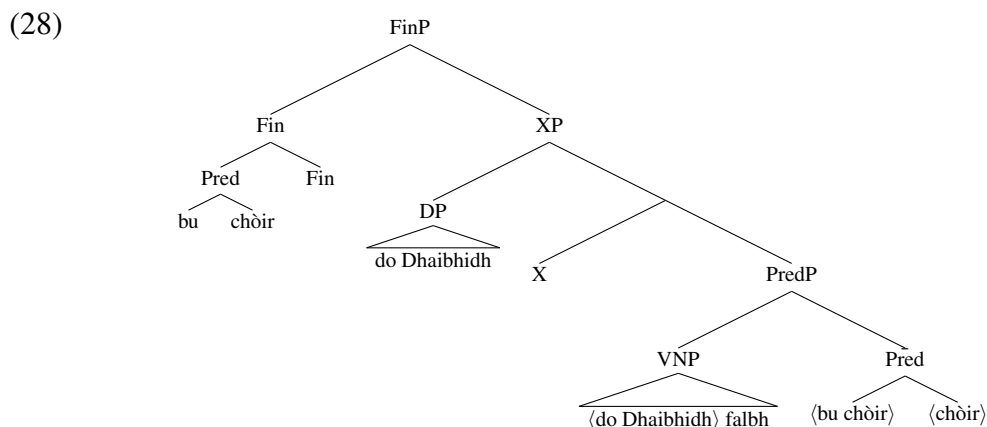 (28)
FinP
Fin XP
Pred Fin
bu chòir
DP
do Dhaibhidh
X PredP
VNP Pred
⟨do Dhaibhidh⟩ falbh ⟨bu chòir⟩ ⟨chòir⟩